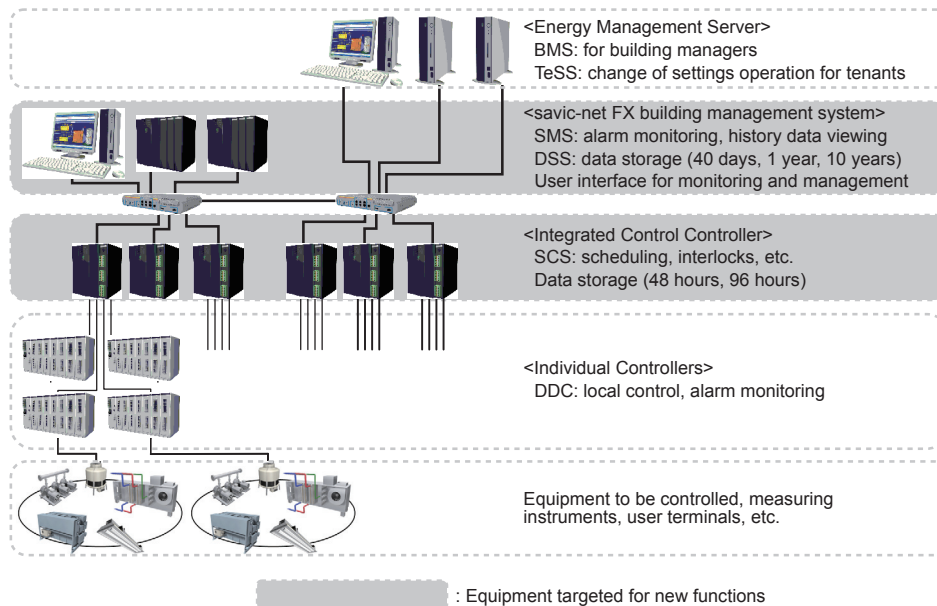 <Energy Management Server>
BMS: for building managers
TeSS: change of settings operation for tenants
<savic-net FX building management system>
SMS: alarm monitoring, history data viewing
DSS: data storage (40 days, 1 year, 10 years)
User interface for monitoring and management
<Integrated Control Controller>
SCS: scheduling, interlocks, etc.
Data storage (48 hours, 96 hours)
<Individual Controllers>
DDC: local control, alarm monitoring
Equipment to be controlled, measuring
instruments, user terminals, etc.
: Equipment targeted for new functions